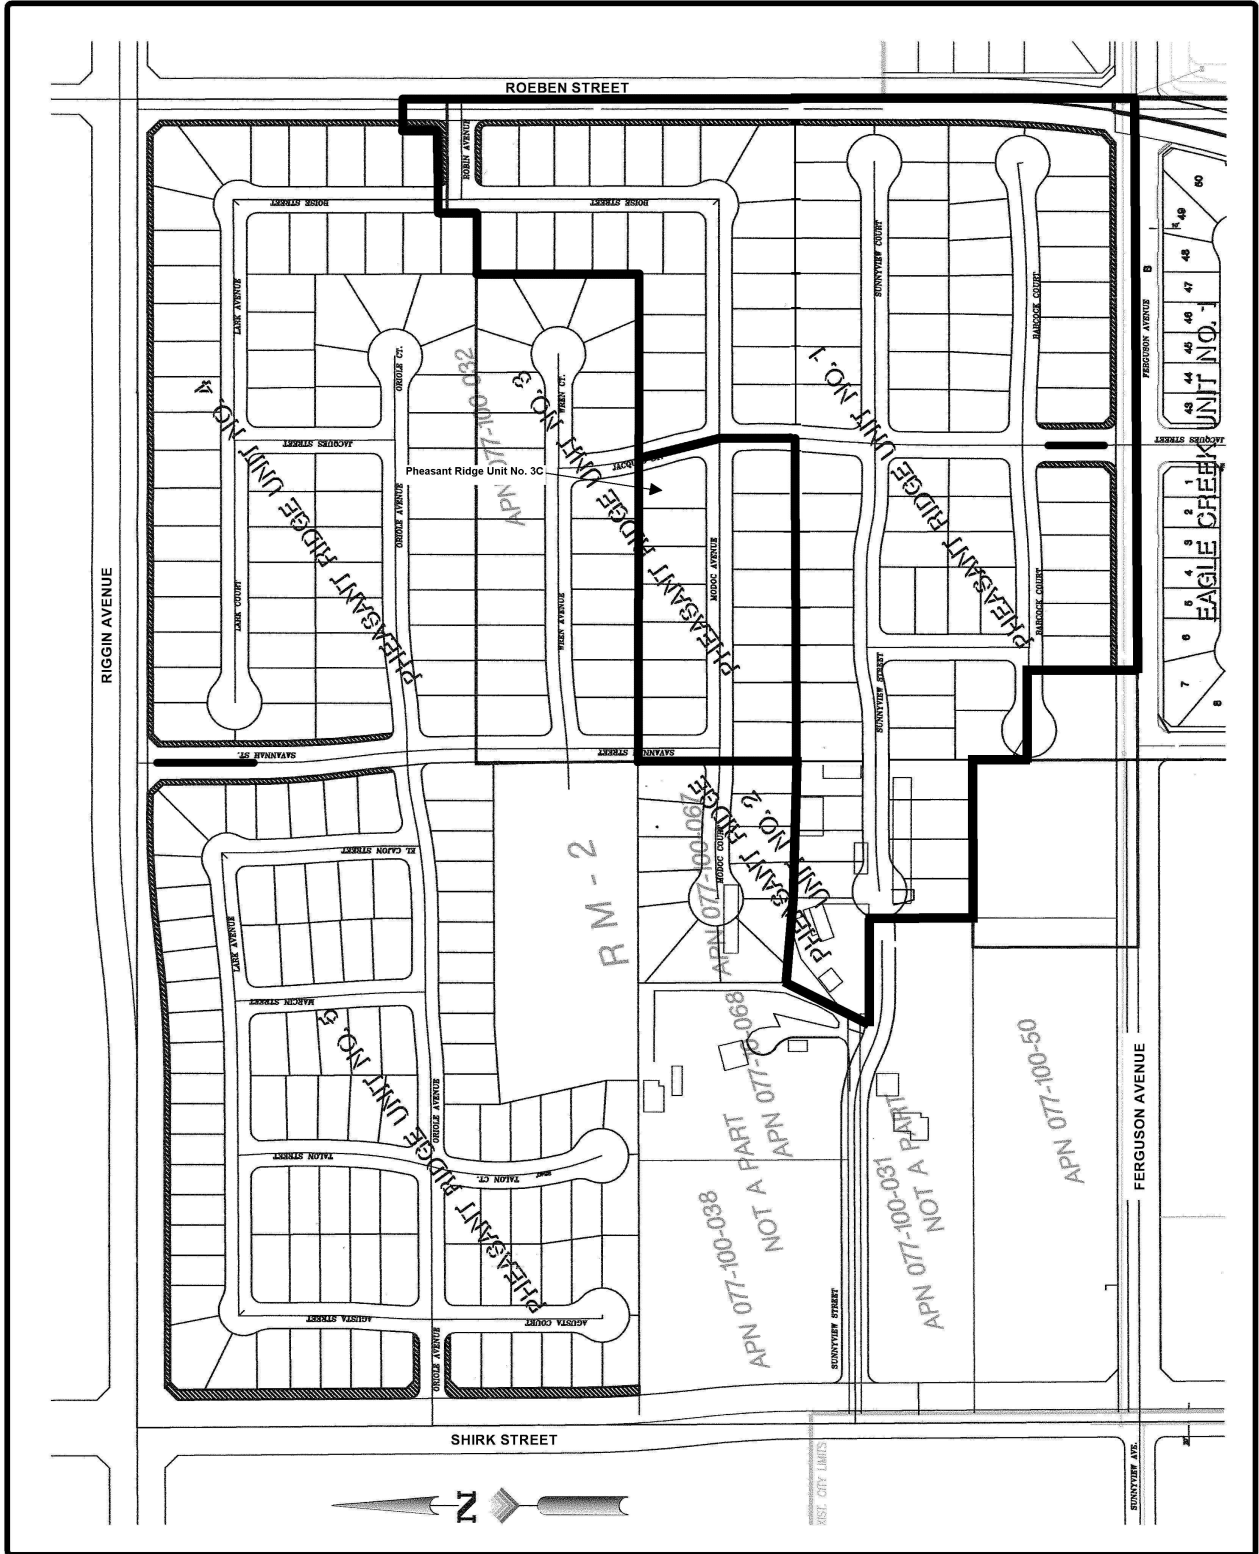 ROEBEN STREET
ROBIN AVENUE
BOISE STREET
BOISE STREET
LARK AVENUE
SUNNYVIEW COURT
BABCOCK COURT
FERGUSON AVENUE
B
50
49
48
47
46
45
44
43
EAGLE CREEK UNIT NO. 1
JACQUES STREET
ORIOLE CT.
WREN CT.
APN 077-100-032
PHEASANT RIDGE UNIT NO. 4
PHEASANT RIDGE UNIT NO. 3
PHEASANT RIDGE UNIT NO. 1
JACQUES STREET
Pheasant Ridge Unit No. 3C
ORIOLE AVENUE
MODOC AVENUE
RIGGIN AVENUE
LARK COURT
WREN AVENUE
BABCOCK COURT
1
2
3
4
5
6
7
8
SUNNYVIEW STREET
SAVANNAH ST.
SAVANNAH STREET
PHEASANT RIDGE
UNIT NO. 2
R M - 2
APN 077-100-067
MODOC COURT
EL CAJON STREET
LARK AVENUE
MARCIN STREET
PHEASANT RIDGE UNIT NO. 5
ORIOLE AVENUE
TALON STREET
TALON CT.
NOT A PART
APN 077-100-038
NOT A PART
APN 077-100-031
APN 077-100-50
FERGUSON AVENUE
AGUSTA STREET
AGUSTA COURT
ORIOLE AVENUE
SUNNYVIEW STREET
SHIRK STREET
N
XIST. CITY LIMITS
SUNNYVIEW AVE.